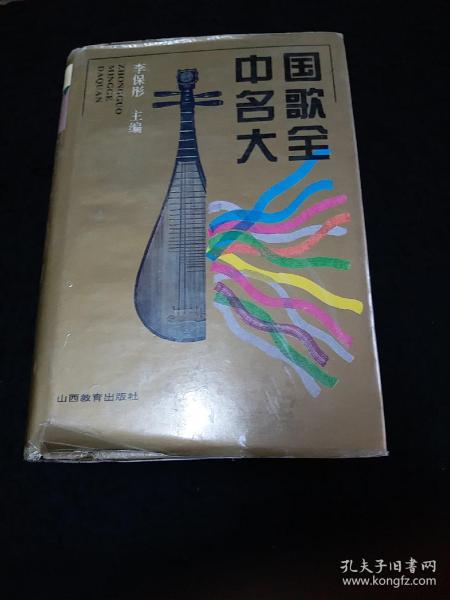 中国
名歌
大全
李保彤 主编
ZHONGGUO
MINGGE
DAQUAN
山西教育出版社
孔夫子旧书网
www.kongfz.com